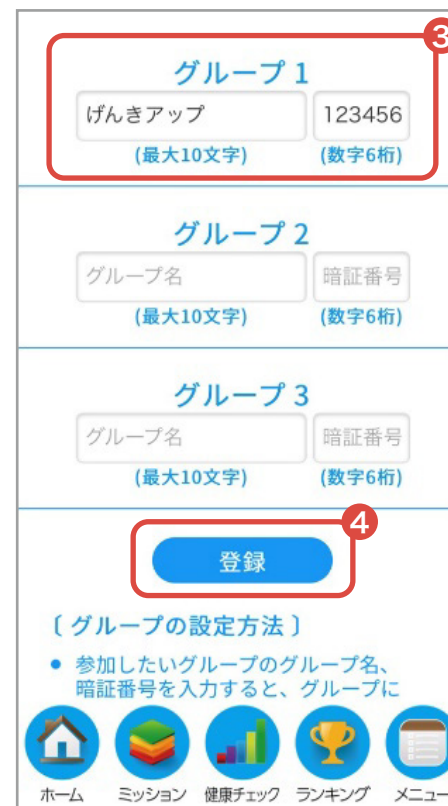 3
グループ 1
げんきアップ 123456
(最大10文字) (数字6桁)
グループ 2
グループ名 暗証番号
(最大10文字) (数字6桁)
グループ 3
グループ名 暗証番号
(最大10文字) (数字6桁)
4
登録
〔 グループの設定方法 〕
• 参加したいグループのグループ名、
暗証番号を入力すると、グループに
ホーム ミッション 健康チェック ランキング メニュー